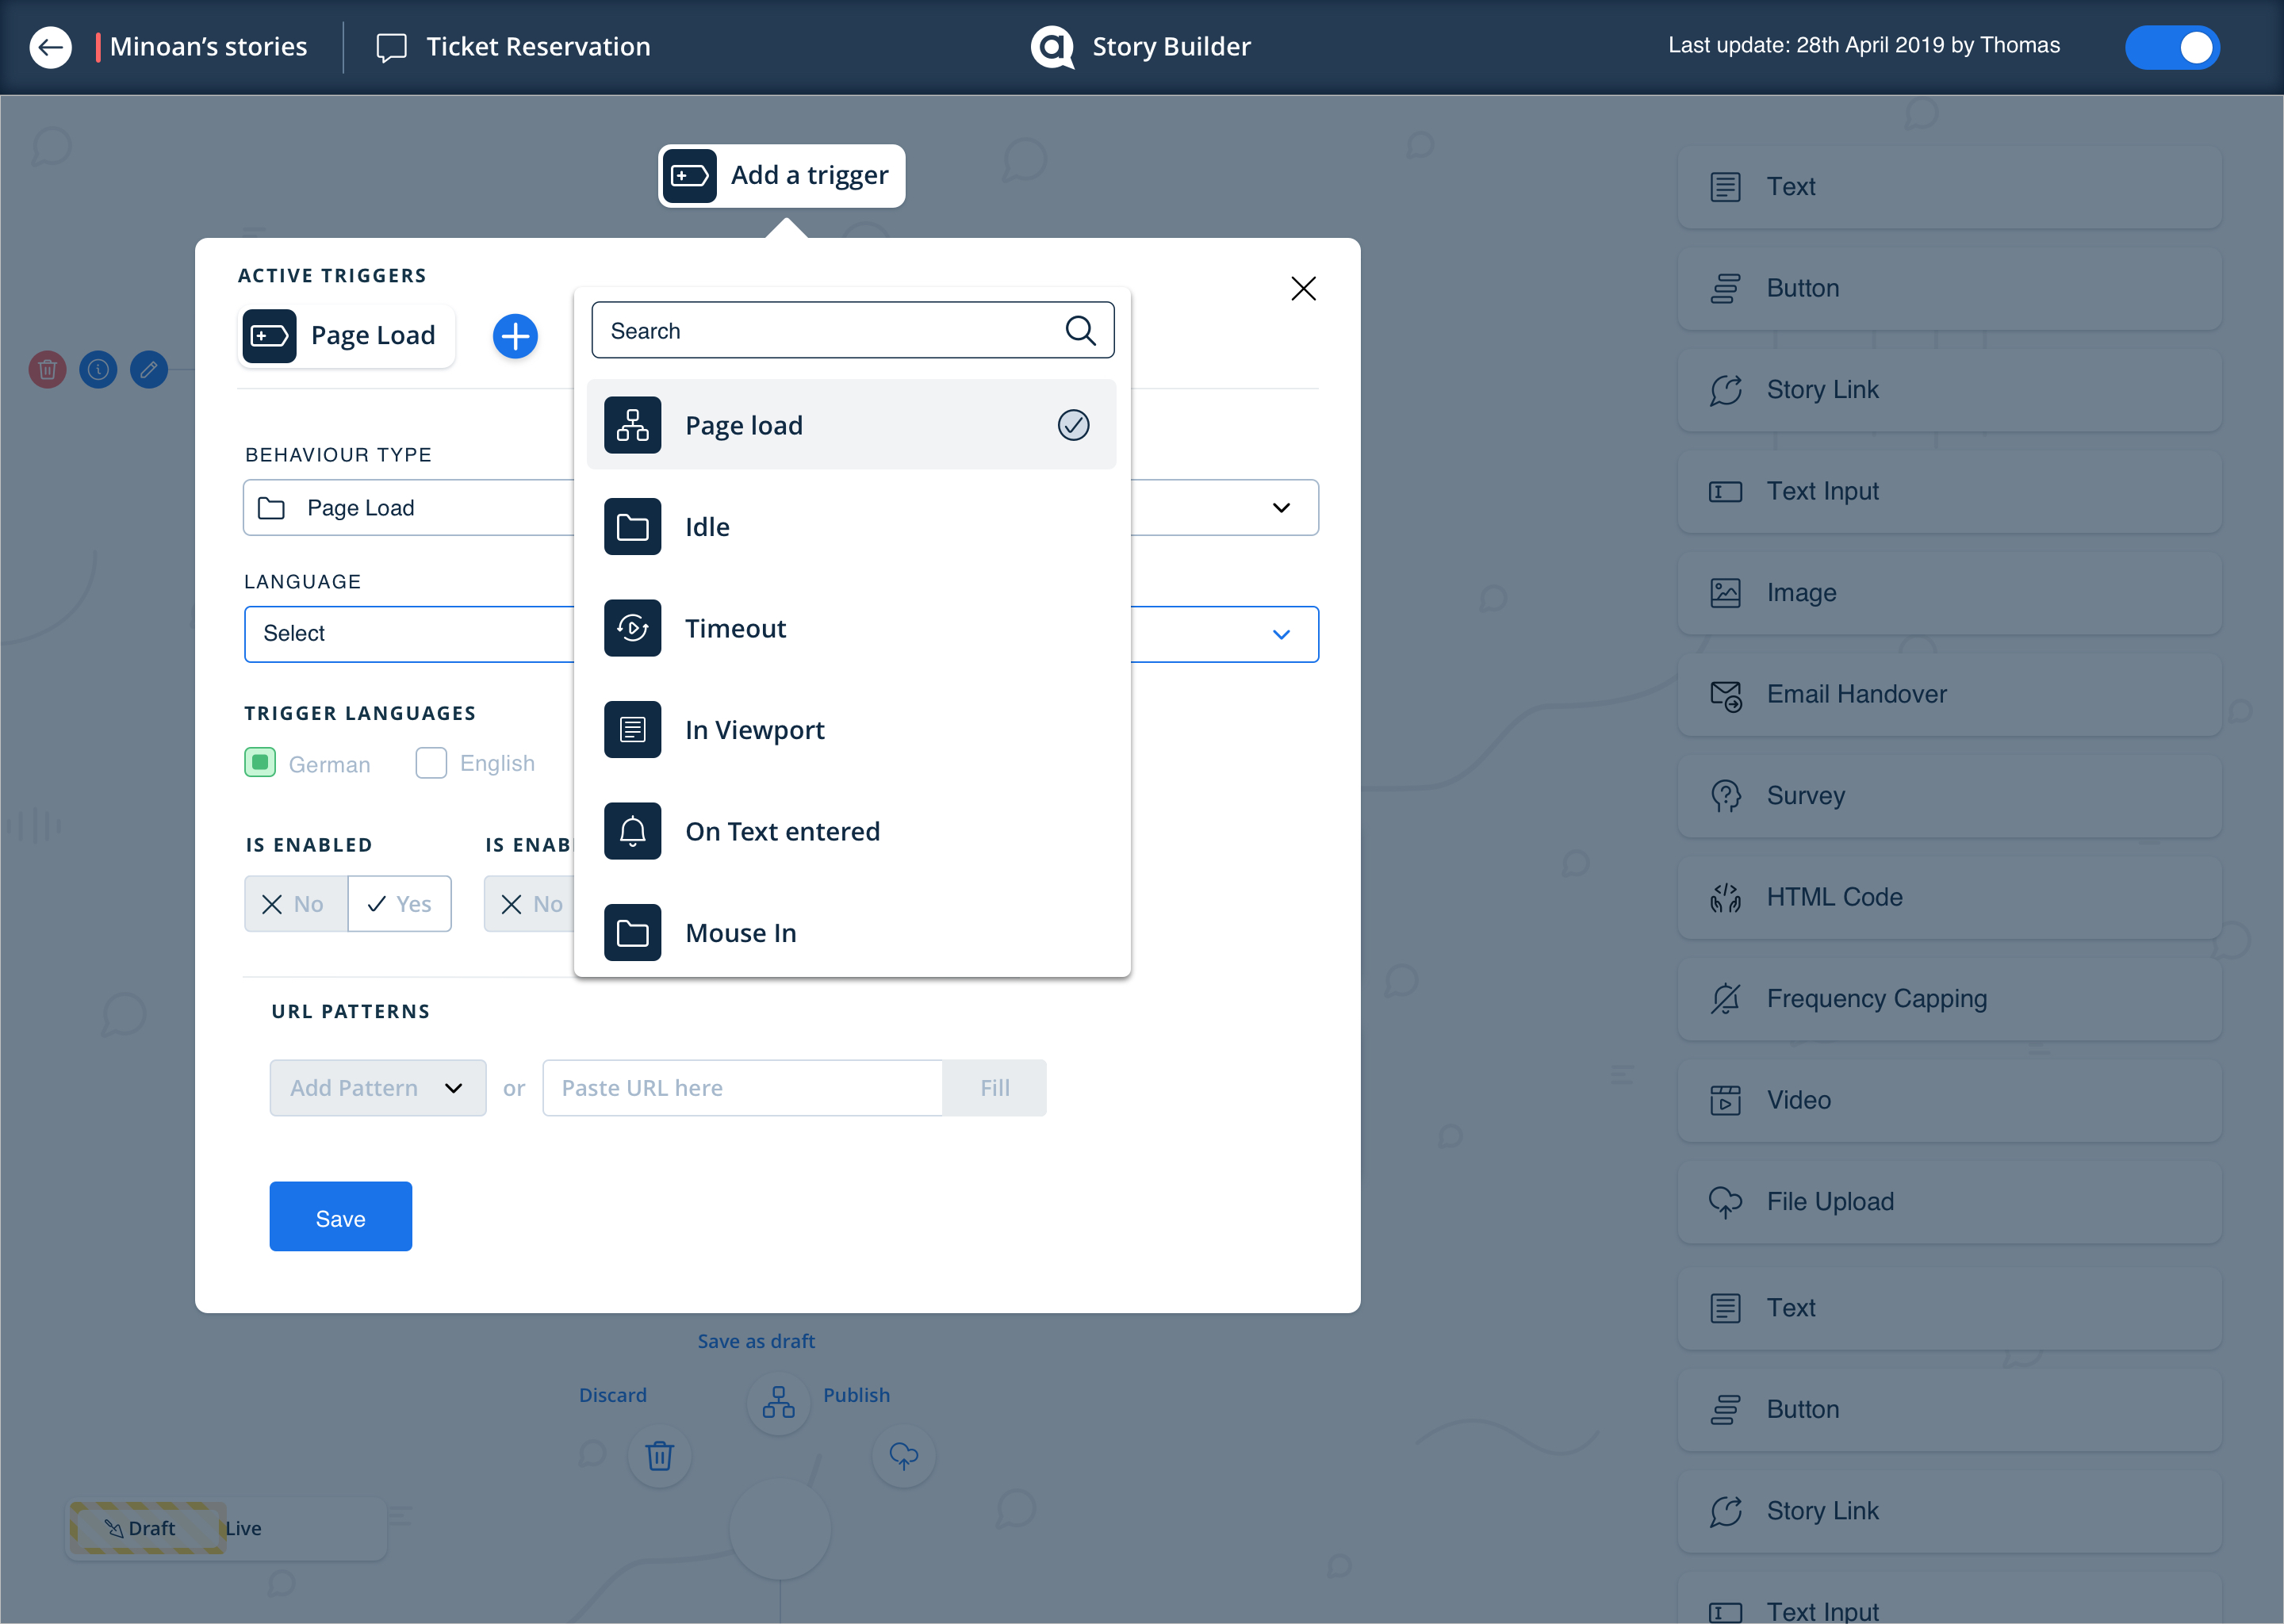 Minoan’s stories
Ticket Reservation
Story Builder
Last update: 28th April 2019 by Thomas
Add a trigger
ACTIVE TRIGGERS
Page Load
Search
Page load
Idle
Timeout
In Viewport
On Text entered
Mouse In
BEHAVIOUR TYPE
Page Load
LANGUAGE
Select
TRIGGER LANGUAGES
German
English
IS ENABLED
IS ENAB
No
Yes
No
URL PATTERNS
Add Pattern
or
Paste URL here
Fill
Save
Save as draft
Discard
Publish
Draft
Live
Text
Button
Story Link
Text Input
Image
Email Handover
Survey
HTML Code
Frequency Capping
Video
File Upload
Text
Button
Story Link
Text Input